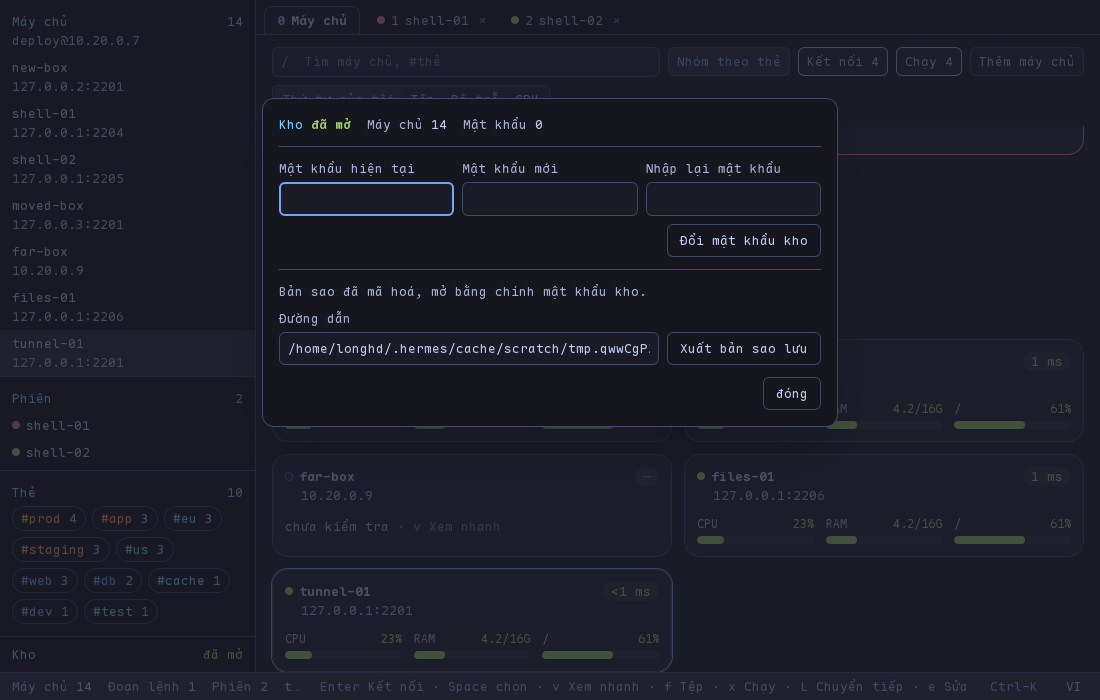 Máy chủ 14
deploy@10.20.0.7
new-box
127.0.0.2:2201
shell-01
127.0.0.1:2204
shell-02
127.0.0.1:2205
moved-box
127.0.0.3:2201
far-box
10.20.0.9
files-01
127.0.0.1:2206
tunnel-01
127.0.0.1:2201
Phiên 2
shell-01
shell-02
Thẻ 10
#prod 4 #app 3 #eu 3
#staging 3 #us 3
#web 3 #db 2 #cache 1
#dev 1 #test 1
Kho đã mở
0 Máy chủ 1 shell-01 × 2 shell-02 ×
/ Tìm máy chủ, #thẻ Nhóm theo thẻ Kết nối 4 Chạy 4 Thêm máy chủ
Kho đã mở Máy chủ 14 Mật khẩu 0
Mật khẩu hiện tại Mật khẩu mới Nhập lại mật khẩu
Đổi mật khẩu kho
Bản sao đã mã hoá, mở bằng chính mật khẩu kho.
Đường dẫn
/home/longhd/.hermes/cache/scratch/tmp.qwwCgP Xuất bản sao lưu
đóng
1 ms
4.2/16G / 61%
far-box —
10.20.0.9
chưa kiểm tra · v Xem nhanh
files-01 1 ms
127.0.0.1:2206
CPU 23% RAM 4.2/16G / 61%
tunnel-01 <1 ms
127.0.0.1:2201
CPU 23% RAM 4.2/16G / 61%
Máy chủ 14 Đoạn lệnh 1 Phiên 2 t… Enter Kết nối · Space chọn · v Xem nhanh · f Tệp · x Chạy · L Chuyển tiếp · e Sửa Ctrl-K VI